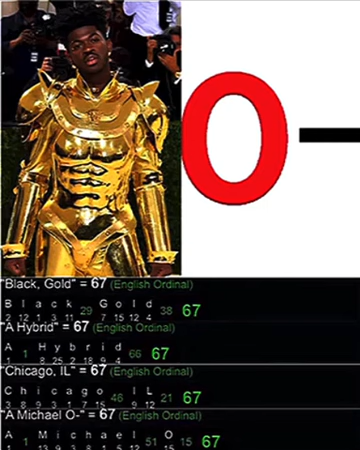 O-
"Black, Gold" = 67 (English Ordinal)
B l a c k 29 G o l d 38 67
2 12 1 3 11 7 15 12 4
"A Hybrid" = 67 (English Ordinal)
A 1 H y b r i d 66 67
1 8 25 2 18 9 4
"Chicago, IL" = 67 (English Ordinal)
C h i c a g o 46 I L 21 67
3 8 9 3 1 7 15 9 12
"A Michael O-" = 67 (English Ordinal)
A 1 M i c h a e l 51 O 15 67
1 13 9 3 8 1 5 12 15